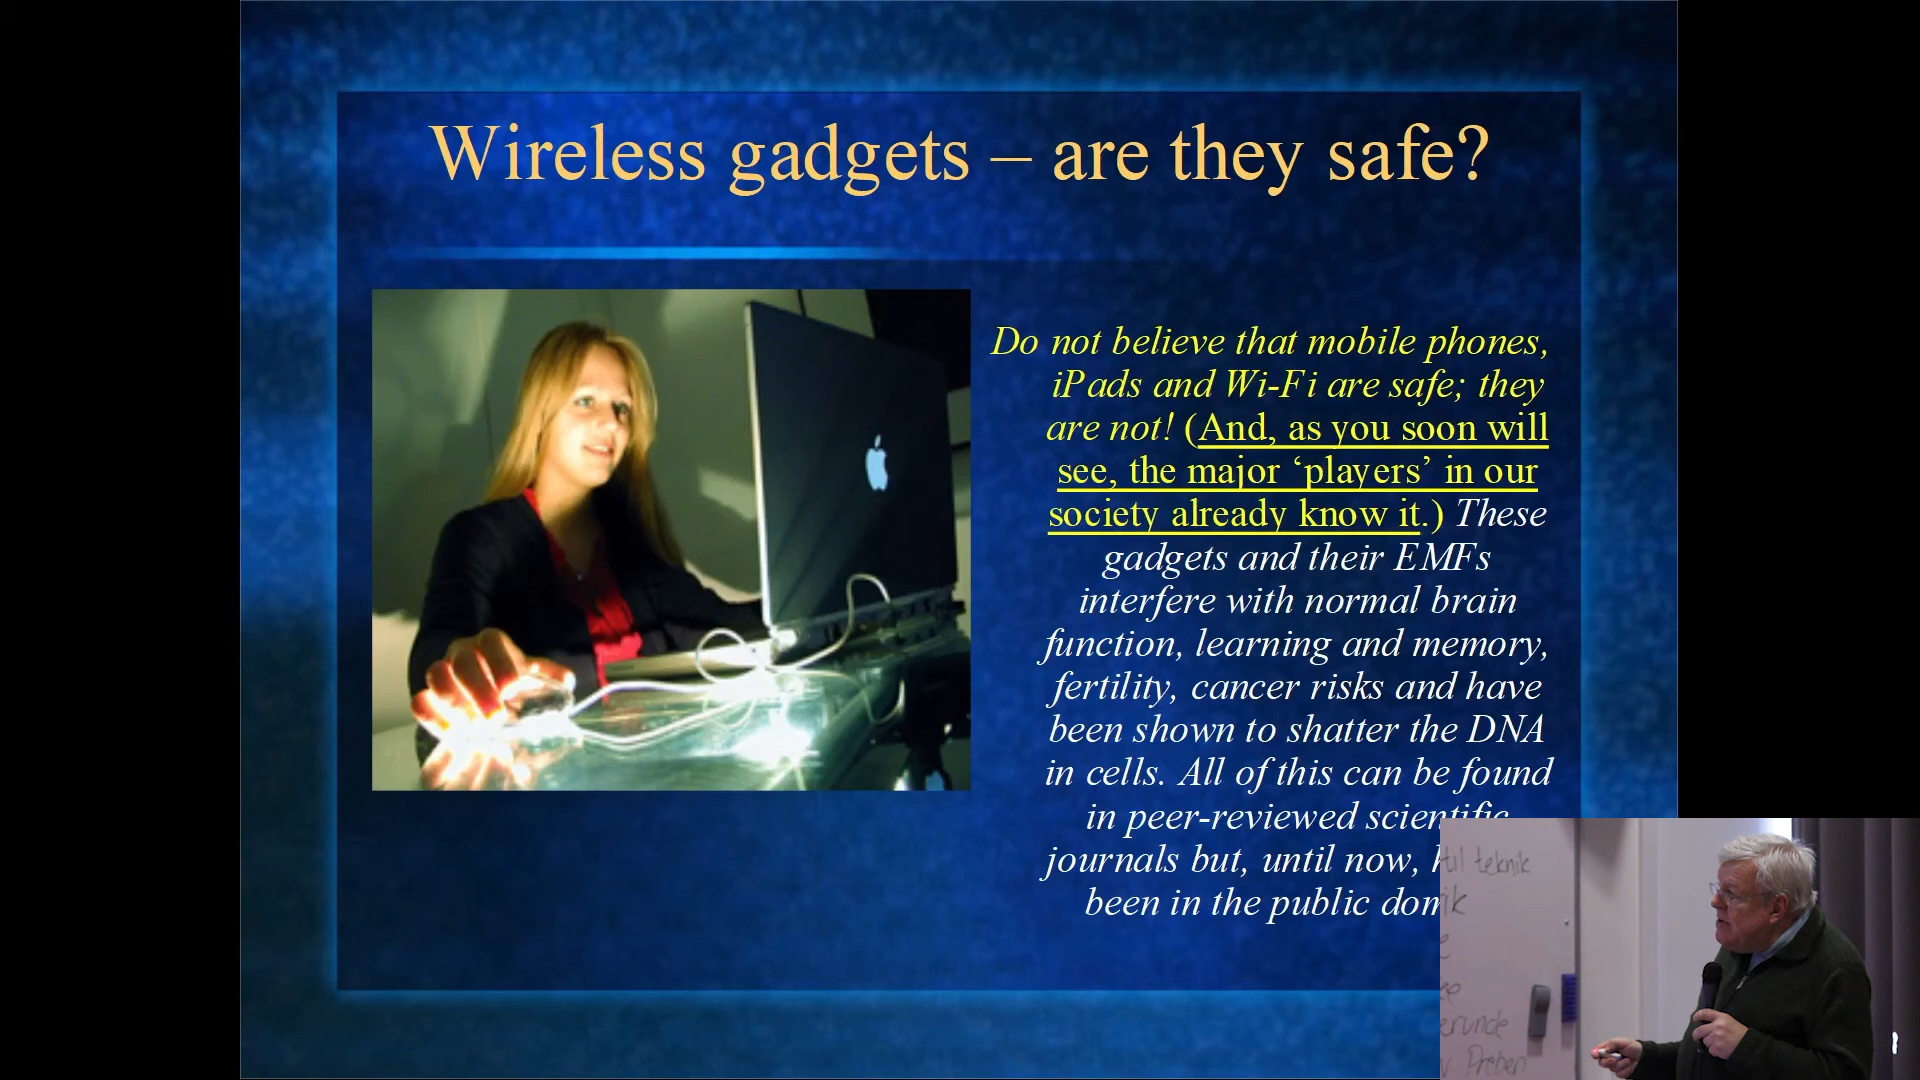 Wireless gadgets – are they safe?
Do not believe that mobile phones,
iPads and Wi-Fi are safe; they
are not! (And, as you soon will
see, the major ‘players’ in our
society already know it.) These
gadgets and their EMFs
interfere with normal brain
function, learning and memory,
fertility, cancer risks and have
been shown to shatter the DNA
in cells. All of this can be found
in peer-reviewed scientific
journals but, until now,
been in the public
til teknik
Preben